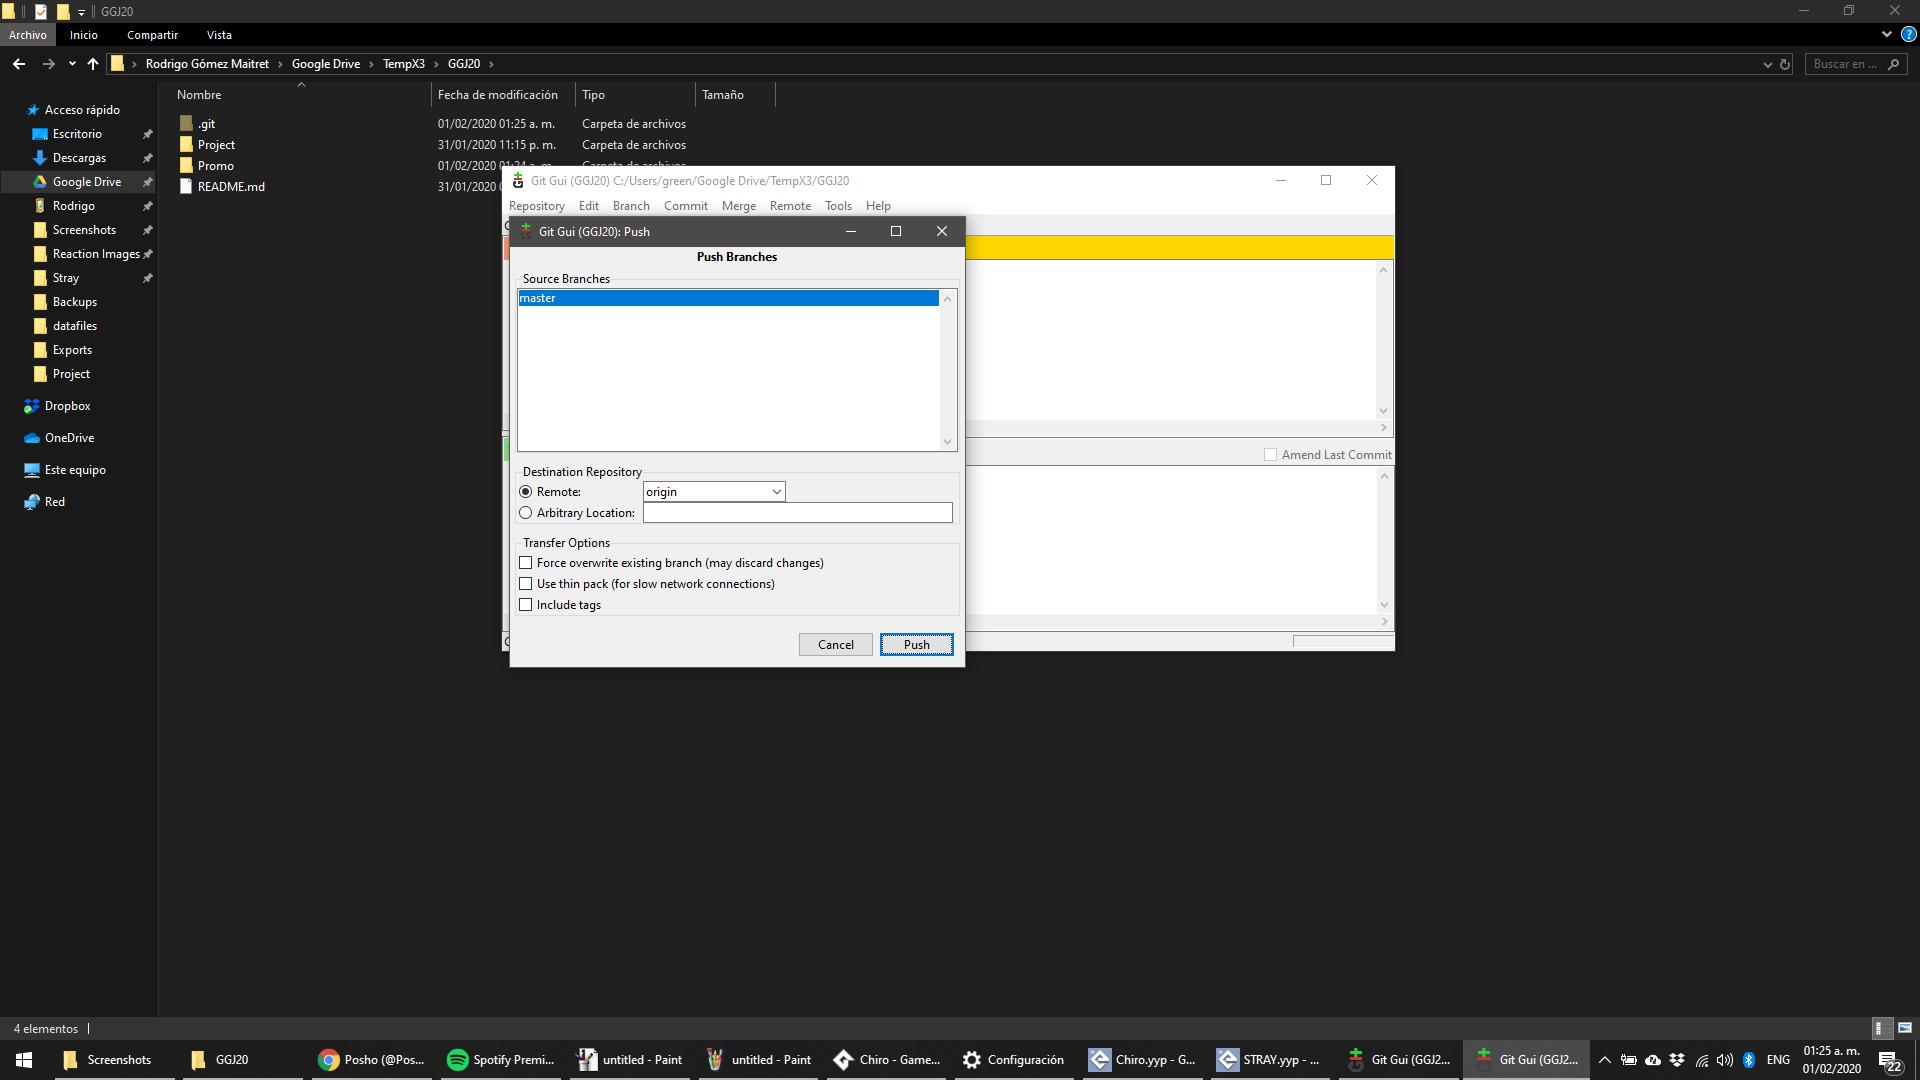 GGJ20
Archivo Inicio Compartir Vista
Rodrigo Gómez Maitret Google Drive TempX3 GGJ20
Buscar en ...
Nombre Fecha de modificación Tipo Tamaño
.git 01/02/2020 01:25 a. m. Carpeta de archivos
Project 31/01/2020 11:15 p. m. Carpeta de archivos
Promo 01/02/2020 01:24 a. m. Carpeta de archivos
README.md 31/01/2020
Acceso rápido
Escritorio
Descargas
Google Drive
Rodrigo
Screenshots
Reaction Images
Stray
Backups
datafiles
Exports
Project
Dropbox
OneDrive
Este equipo
Red
Git Gui (GGJ20) C:/Users/green/Google Drive/TempX3/GGJ20
Repository Edit Branch Commit Merge Remote Tools Help
Amend Last Commit
Git Gui (GGJ20): Push
Push Branches
Source Branches
master
Destination Repository
Remote: origin
Arbitrary Location:
Transfer Options
Force overwrite existing branch (may discard changes)
Use thin pack (for slow network connections)
Include tags
Cancel Push
4 elementos
Screenshots GGJ20 Posho (@Pos... Spotify Premi... untitled - Paint untitled - Paint Chiro - Game... Configuración Chiro.yyp - G... STRAY.yyp - ... Git Gui (GGJ2... Git Gui (GGJ2... ENG
01:25 a. m.
01/02/2020
22